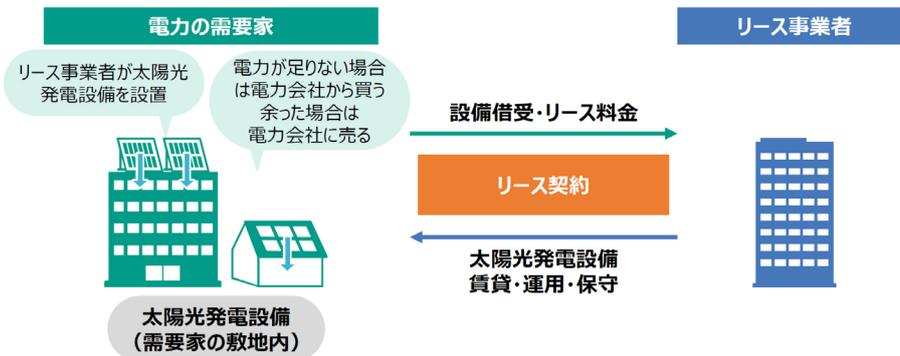 電力の需要家
リース事業者
リース事業者が太陽光
発電設備を設置
電力が足りない場合
は電力会社から買う
余った場合は
電力会社に売る
設備借受・リース料金
リース契約
太陽光発電設備
賃貸・運用・保守
太陽光発電設備
（需要家の敷地内）